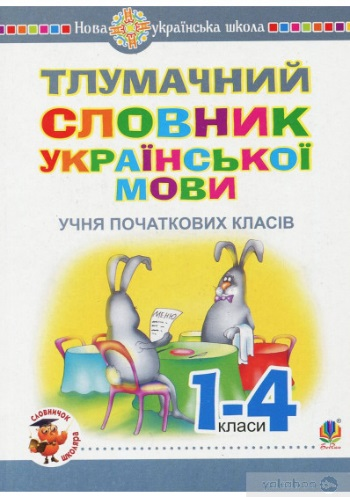 Нова українська школа
ТЛУМАЧНИЙ
СЛОВНИК
УКРАЇНСЬКОЇ
МОВИ
УЧНЯ ПОЧАТКОВИХ КЛАСІВ
МЕНЮ
1-4
класи
СЛОВНИЧОК
ШКОЛЯРА